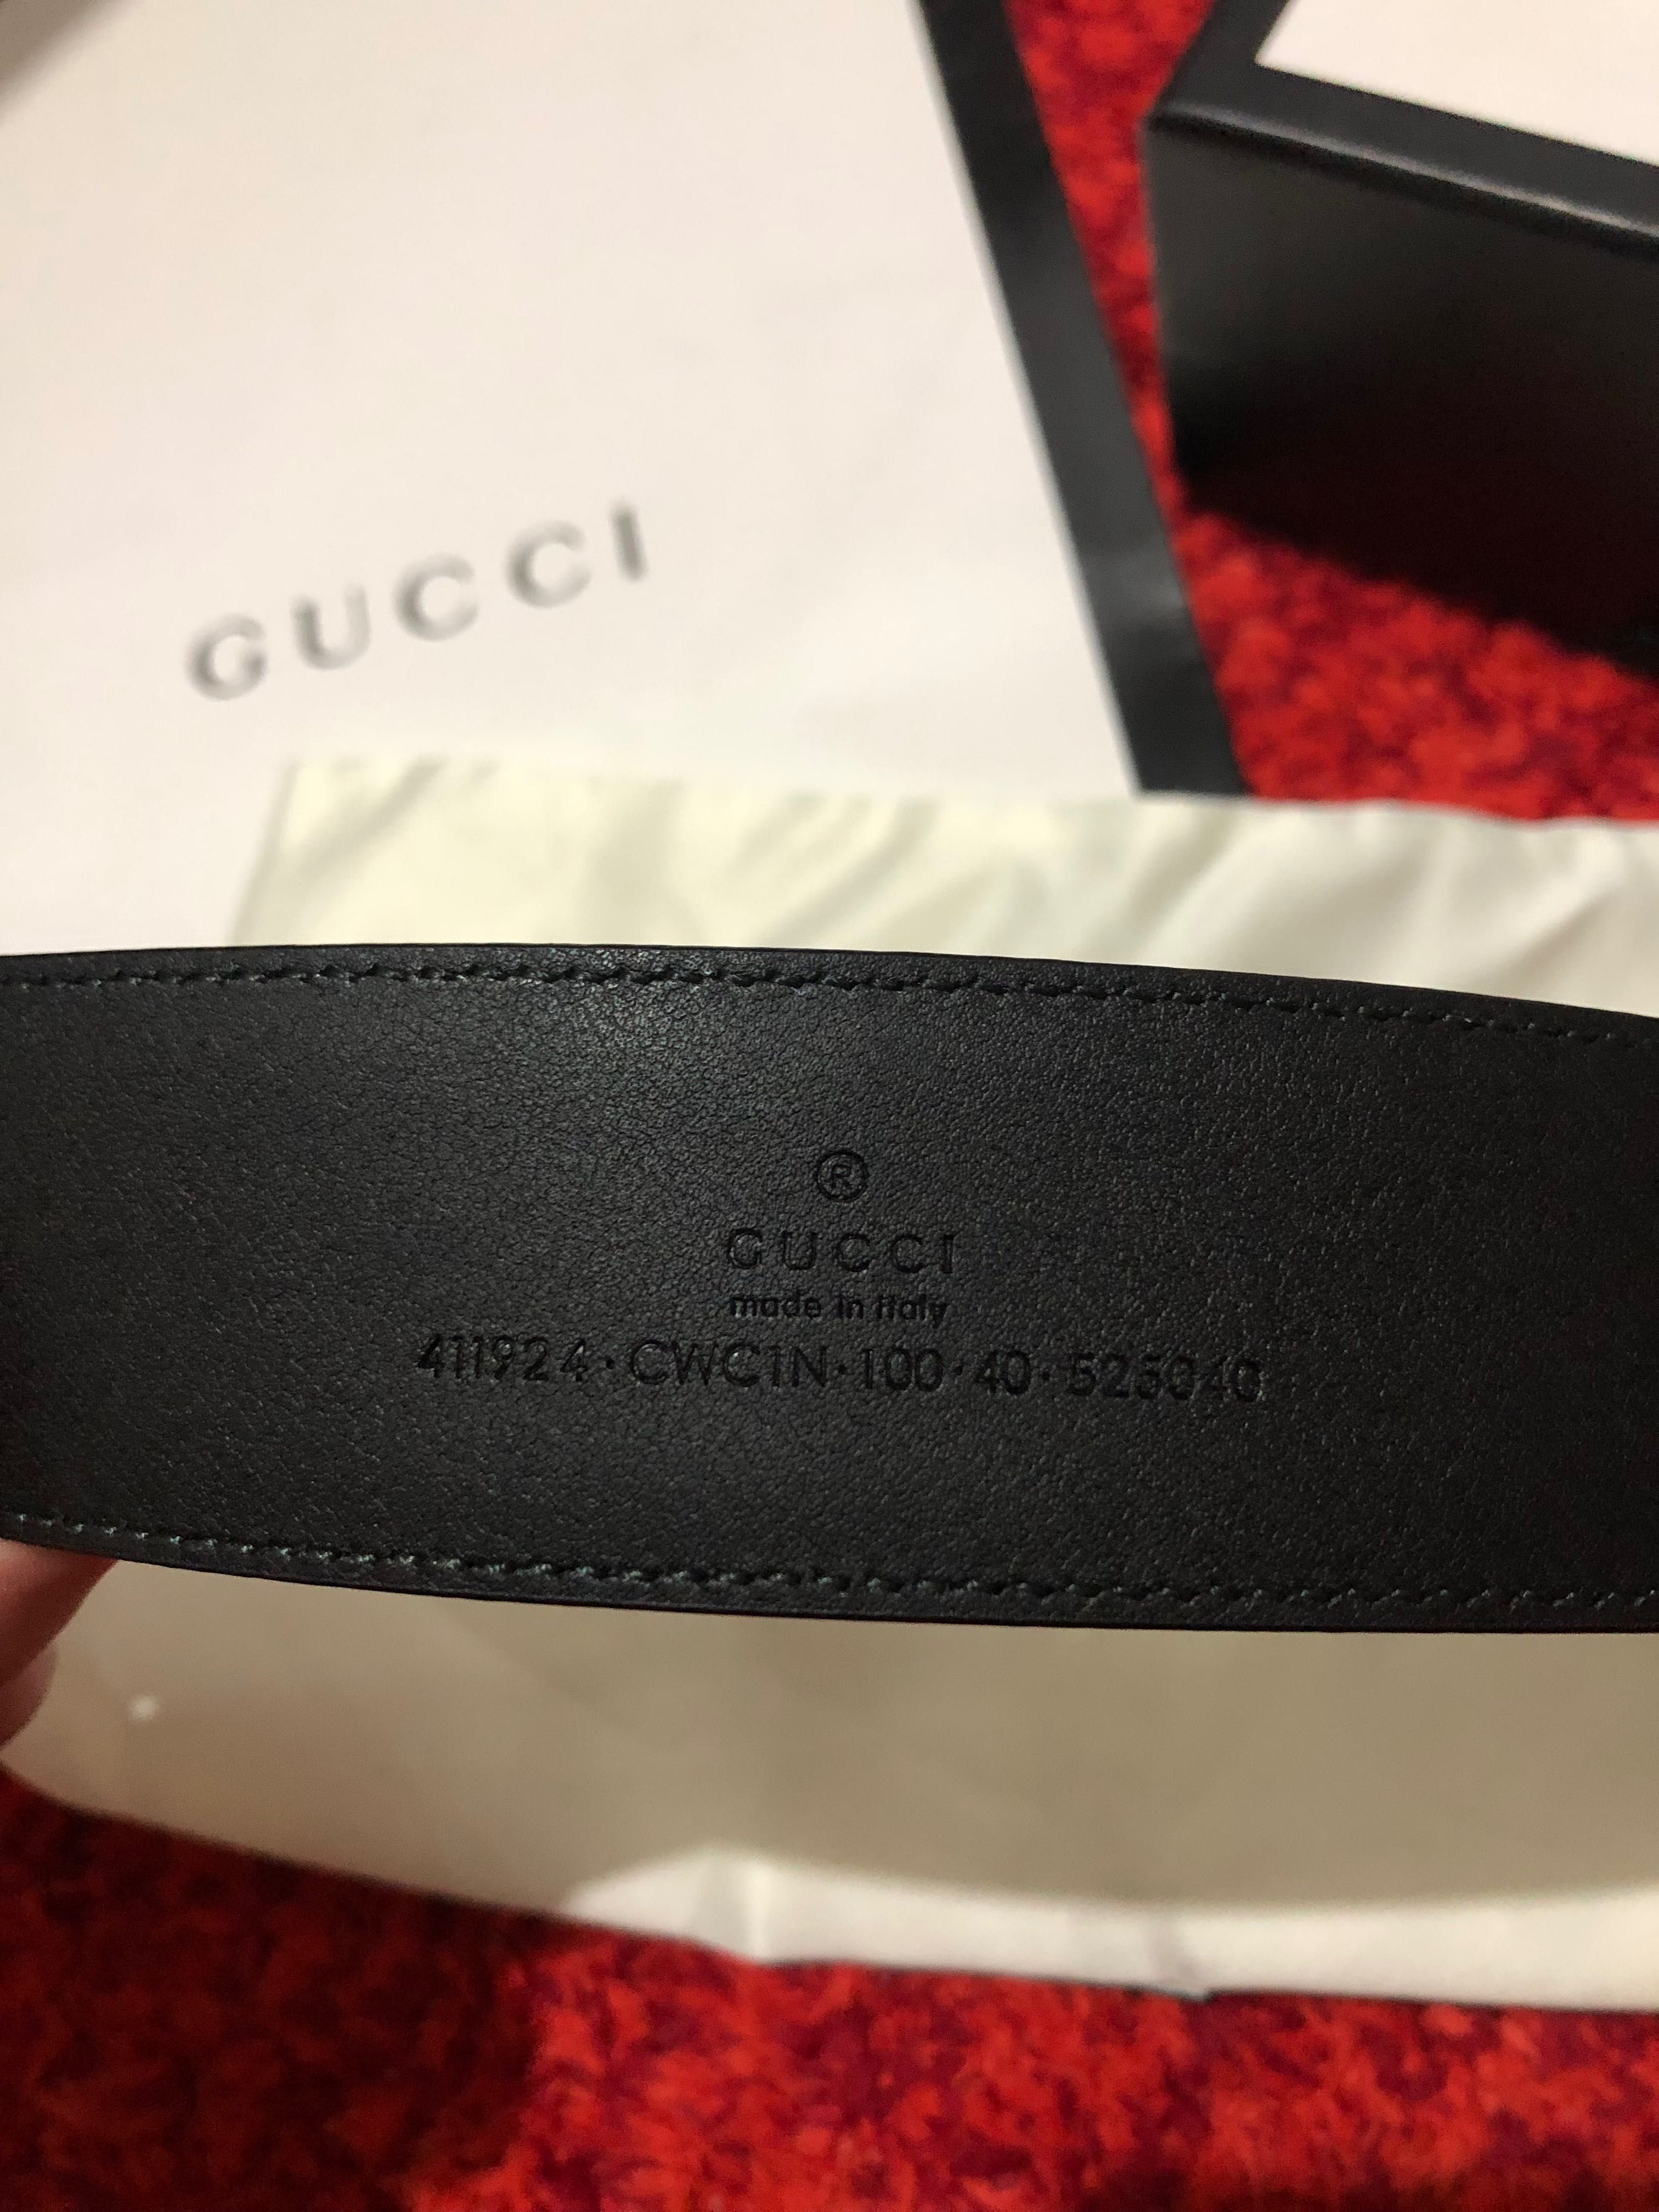 GUCCI
®
GUCCI
made in italy
411924·CWC1N·100·40·525040